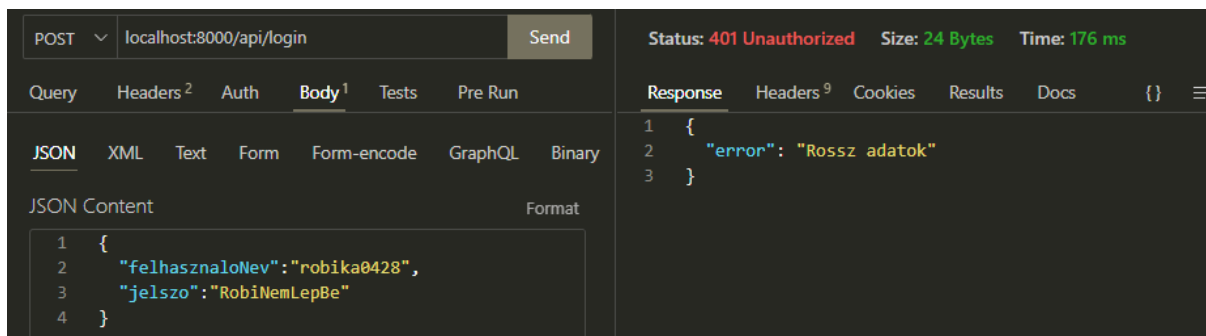 POST localhost:8000/api/login Send
Query Headers 2 Auth Body 1 Tests Pre Run
JSON XML Text Form Form-encode GraphQL Binary
JSON Content Format
1 {
2 "felhasznaloNev":"robika0428",
3 "jelszo":"RobiNemLepBe"
4 }
Status: 401 Unauthorized Size: 24 Bytes Time: 176 ms
Response Headers 9 Cookies Results Docs {}
1 {
2 "error": "Rossz adatok"
3 }